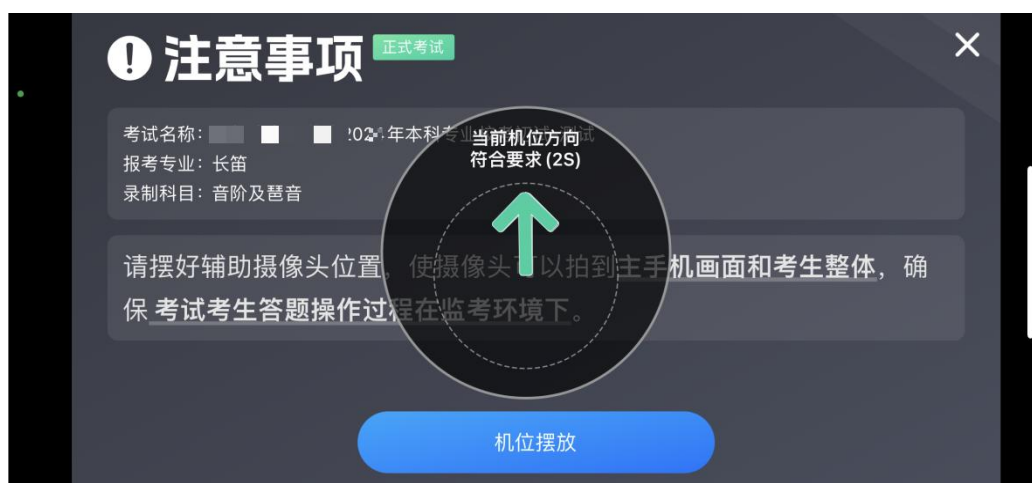 注意事项 正式考试
考试名称: 年本科专业
当前机位方向
符合要求 (2S)
报考专业：长笛
录制科目：音阶及琶音
请摆好辅助摄像头位置，使摄像头可以拍到主手机画面和考生整体，确
保 考试考生答题操作过程在监考环境下。
机位摆放